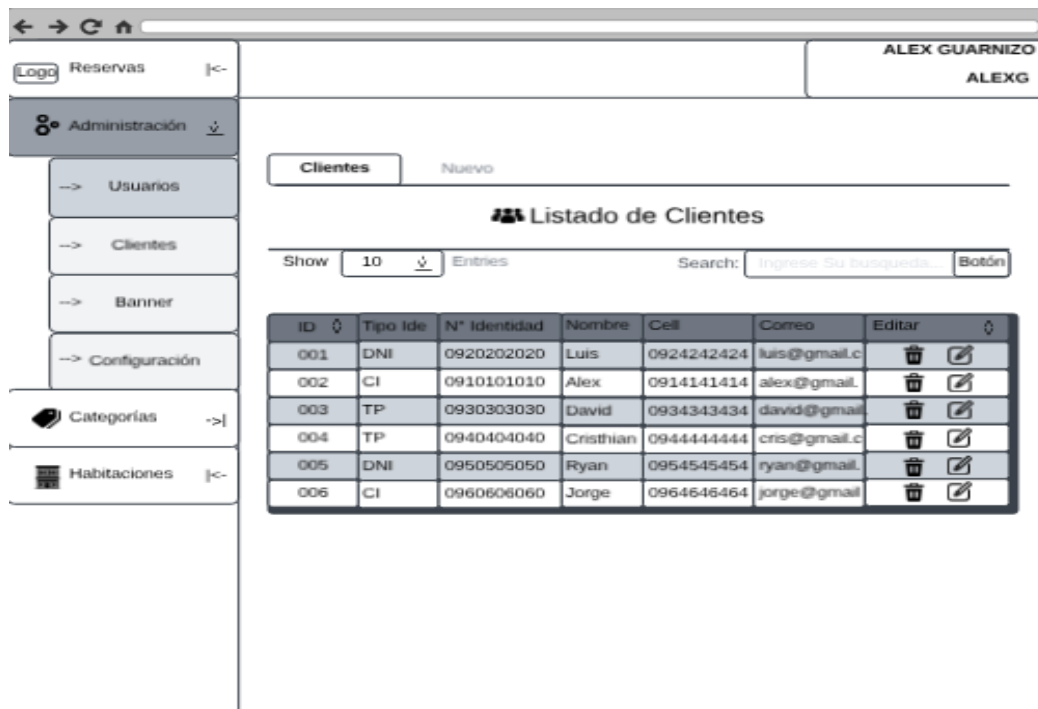 ALEX GUARNIZO
ALEXG
Logo Reservas |<-
Administración
--> Usuarios
--> Clientes
--> Banner
--> Configuración
Categorías ->|
Habitaciones |<-
Clientes Nuevo
Listado de Clientes
Show 10 Entries Search: Ingrese Su busqueda... Botón
ID Tipo Ide N° Identidad Nombre Cell Correo Editar
001 DNI 0920202020 Luis 0924242424 luis@gmail.c
002 CI 0910101010 Alex 0914141414 alex@gmail.
003 TP 0930303030 David 0934343434 david@gmail
004 TP 0940404040 Cristhian 0944444444 cris@gmail.c
005 DNI 0950505050 Ryan 0954545454 ryan@gmail.
006 CI 0960606060 Jorge 0964646464 jorge@gmail